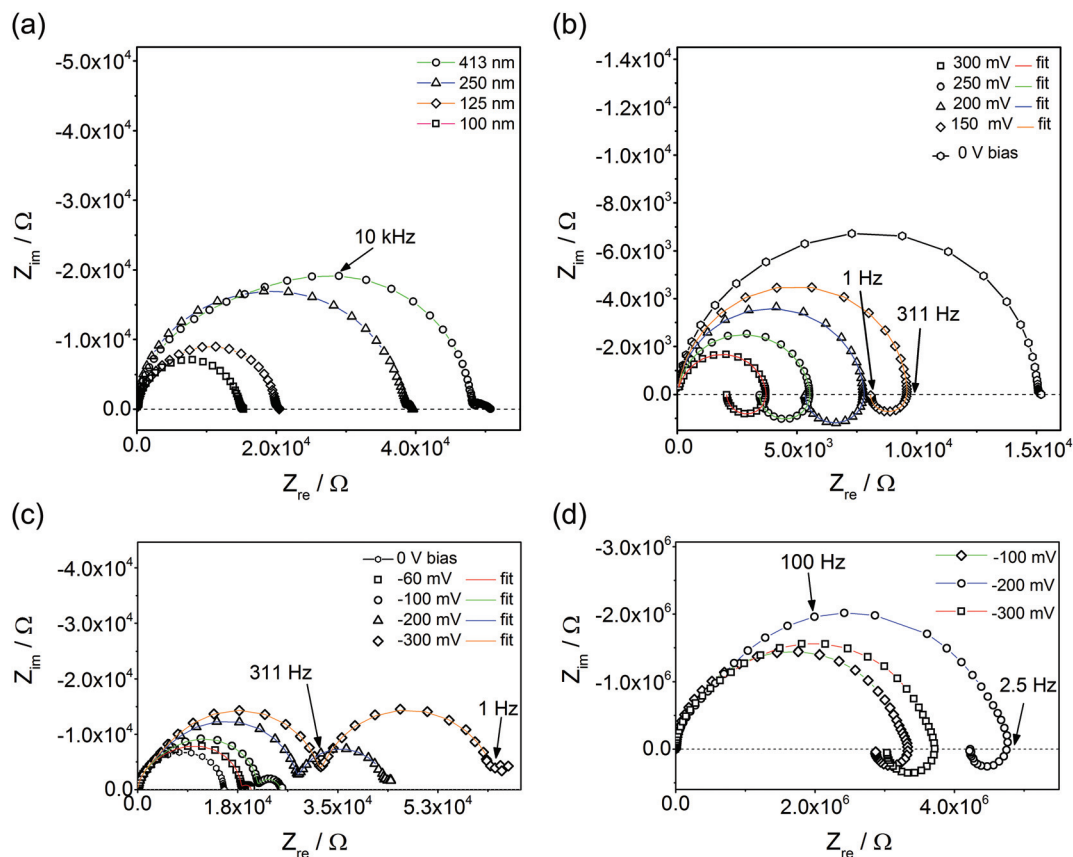 (a)
-5.0x10⁴
-4.0x10⁴
-3.0x10⁴
-2.0x10⁴
-1.0x10⁴
0.0
Z_im / Ω
413 nm
250 nm
125 nm
100 nm
10 kHz
0.0 2.0x10⁴ 4.0x10⁴
Z_re / Ω
(b)
-1.4x10⁴
-1.2x10⁴
-1.0x10⁴
-8.0x10³
-6.0x10³
-4.0x10³
-2.0x10³
0.0
Z_im / Ω
300 mV fit
250 mV fit
200 mV fit
150 mV fit
0 V bias
1 Hz
311 Hz
0.0 5.0x10³ 1.0x10⁴ 1.5x10⁴
Z_re / Ω
(c)
-4.0x10⁴
-3.0x10⁴
-2.0x10⁴
-1.0x10⁴
0.0
Z_im / Ω
0 V bias
-60 mV fit
-100 mV fit
-200 mV fit
-300 mV fit
311 Hz
1 Hz
0.0 1.8x10⁴ 3.5x10⁴ 5.3x10⁴
Z_re / Ω
(d)
-3.0x10⁶
-2.0x10⁶
-1.0x10⁶
0.0
Z_im / Ω
-100 mV
-200 mV
-300 mV
100 Hz
2.5 Hz
0.0 2.0x10⁶ 4.0x10⁶
Z_re / Ω